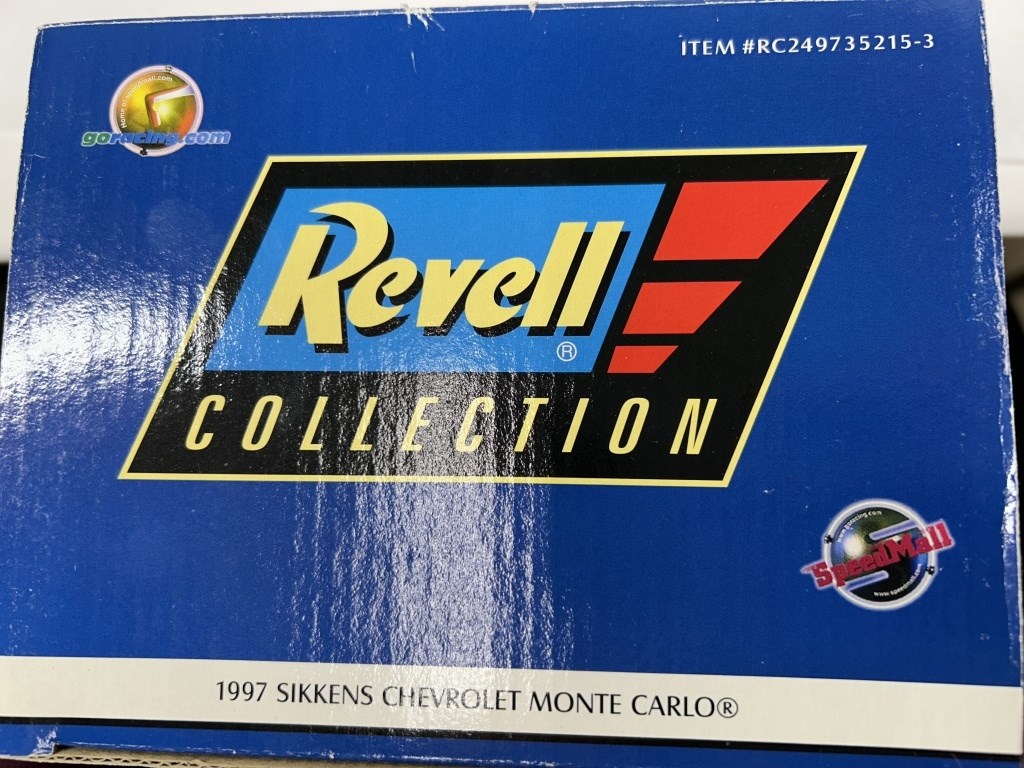 ITEM #RC249735215-3
goracing.com
Revell
®
COLLECTION
SpeedMall
1997 SIKKENS CHEVROLET MONTE CARLO®